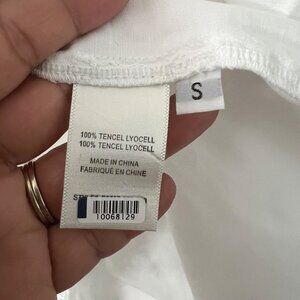 S
100% TENCEL LYOCELL
100% TENCEL LYOCELL
MADE IN CHINA
FABRIQUÉ EN CHINE
10068129